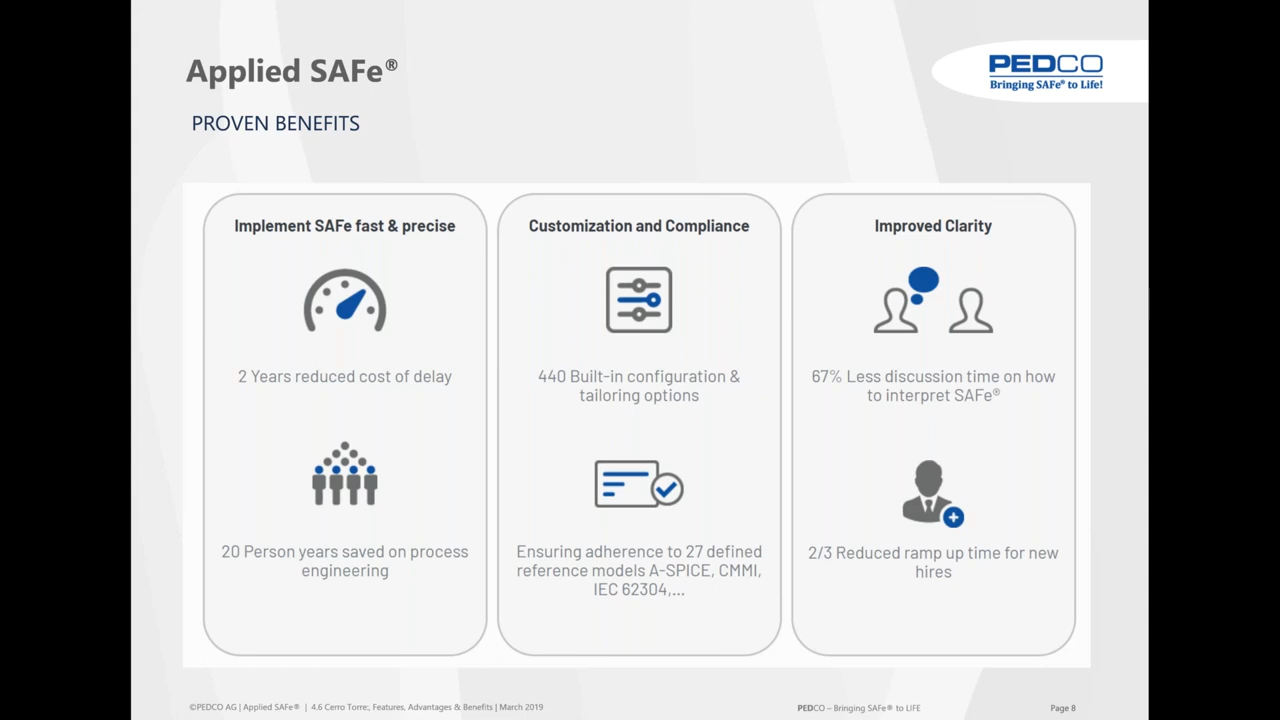 Applied SAFe®
PEDCO
Bringing SAFe® to Life!
PROVEN BENEFITS
Implement SAFe fast & precise
2 Years reduced cost of delay
20 Person years saved on process
engineering
Customization and Compliance
440 Built-in configuration &
tailoring options
Ensuring adherence to 27 defined
reference models A-SPICE, CMMI,
IEC 62304,...
Improved Clarity
67% Less discussion time on how
to interpret SAFe®
2/3 Reduced ramp up time for new
hires
©PEDCO AG | Applied SAFe® | 4.6 Cerro Torre:, Features, Advantages & Benefits | March 2019
PEDCO – Bringing SAFe® to LIFE
Page 8